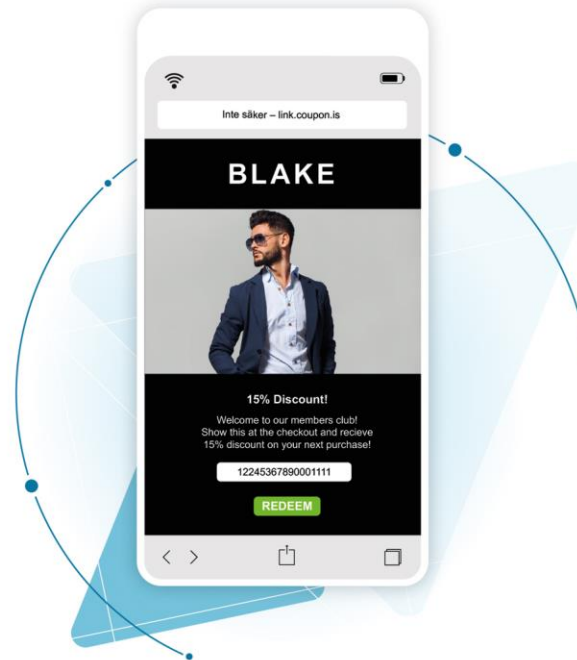 Inte säker – link.coupon.is
BLAKE
15% Discount!
Welcome to our members club!
Show this at the checkout and recieve
15% discount on your next purchase!
12245367890001111
REDEEM